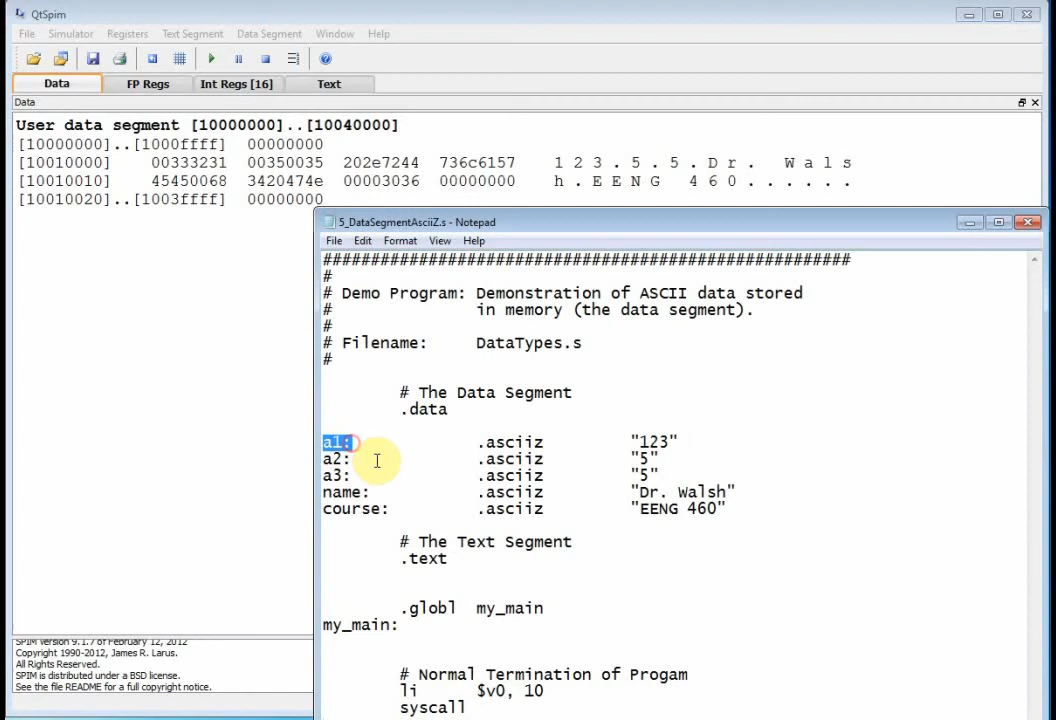 QtSpim
File Simulator Registers Text Segment Data Segment Window Help
Data FP Regs Int Regs [16] Text
Data
User data segment [10000000]..[10040000]
[10000000]..[1000ffff] 00000000
[10010000] 00333231 00350035 202e7244 736c6157 1 2 3 . 5 . 5 . D r . W a l s
[10010010] 45450068 3420474e 00003036 00000000 h . E E N G 4 6 0 . . . . . .
[10010020]..[1003ffff] 00000000
5_DataSegmentAsciiZ.s - Notepad
File Edit Format View Help
#######################################################
#
# Demo Program: Demonstration of ASCII data stored
# in memory (the data segment).
#
# Filename: DataTypes.s
#
# The Data Segment
.data
a1: .asciiz "123"
a2: .asciiz "5"
a3: .asciiz "5"
name: .asciiz "Dr. Walsh"
course: .asciiz "EENG 460"
# The Text Segment
.text
.globl my_main
my_main:
# Normal Termination of Progam
li $v0, 10
syscall
SPIM Version 9.1.7 of February 12, 2012
Copyright 1990-2012, James R. Larus.
All Rights Reserved.
SPIM is distributed under a BSD license.
See the file README for a full copyright notice.